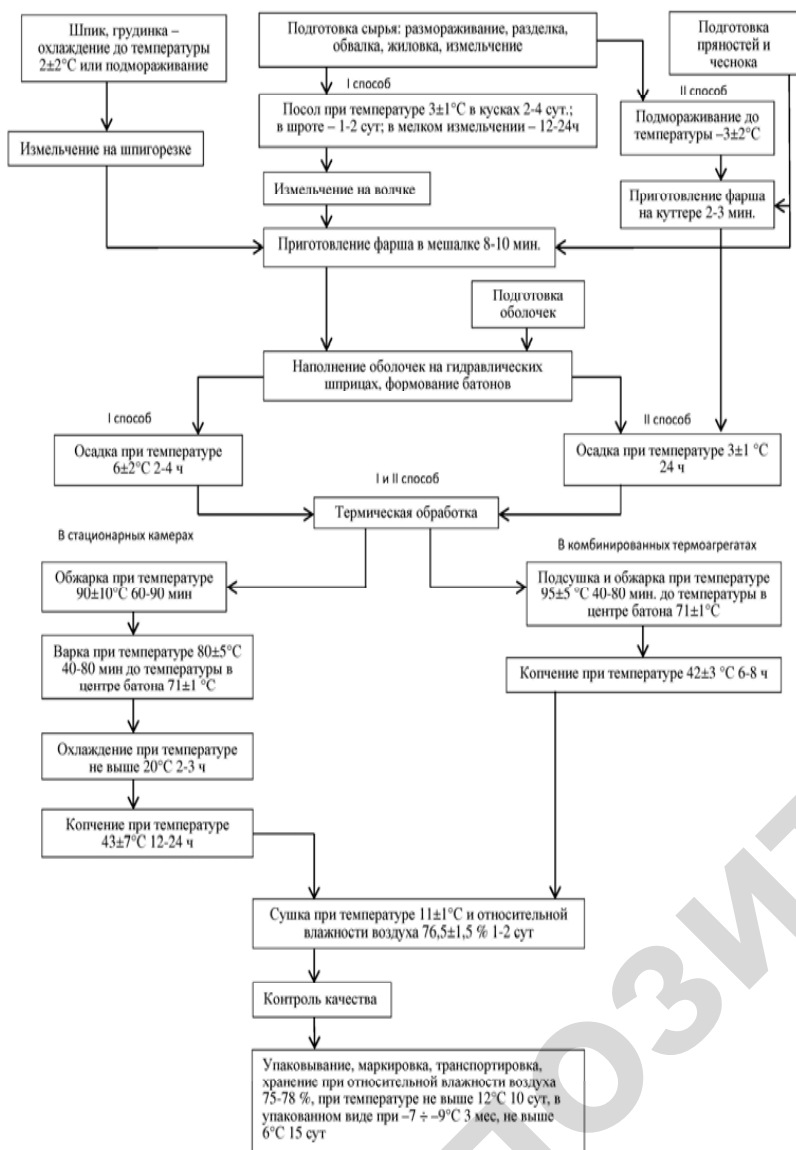 Шпик, грудинка –
охлаждение до температуры
2±2°С или подмораживание
Подготовка сырья: размораживание, разделка,
обвалка, жиловка, измельчение
Подготовка
пряностей и
чеснока
I способ
II способ
Посол при температуре 3±1°С в кусках 2-4 сут.;
в шроте – 1-2 сут; в мелком измельчении – 12-24ч
Подмораживание до
температуры –3±2°С
Измельчение на шпигорезке
Измельчение на волчке
Приготовление фарша
на куттере 2-3 мин.
Приготовление фарша в мешалке 8-10 мин.
Подготовка
оболочек
Наполнение оболочек на гидравлических
шприцах, формование батонов
I способ
II способ
Осадка при температуре
6±2°С 2-4 ч
Осадка при температуре 3±1 °С
24 ч
I и II способ
Термическая обработка
В стационарных камерах
В комбинированных термоагрегатах
Обжарка при температуре
90±10°С 60-90 мин
Подсушка и обжарка при температуре
95±5 °С 40-80 мин. до температуры в
центре батона 71±1°С
Варка при температуре 80±5°С
40-80 мин до температуры в
центре батона 71±1 °С
Копчение при температуре 42±3 °С 6-8 ч
Охлаждение при температуре
не выше 20°С 2-3 ч
Копчение при температуре
43±7°С 12-24 ч
Сушка при температуре 11±1°С и относительной
влажности воздуха 76,5±1,5 % 1-2 сут
Контроль качества
Упаковывание, маркировка, транспортировка,
хранение при относительной влажности воздуха
75-78 %, при температуре не выше 12°С 10 сут, в
упакованном виде при –7 ÷ –9°С 3 мес, не выше
6°С 15 сут